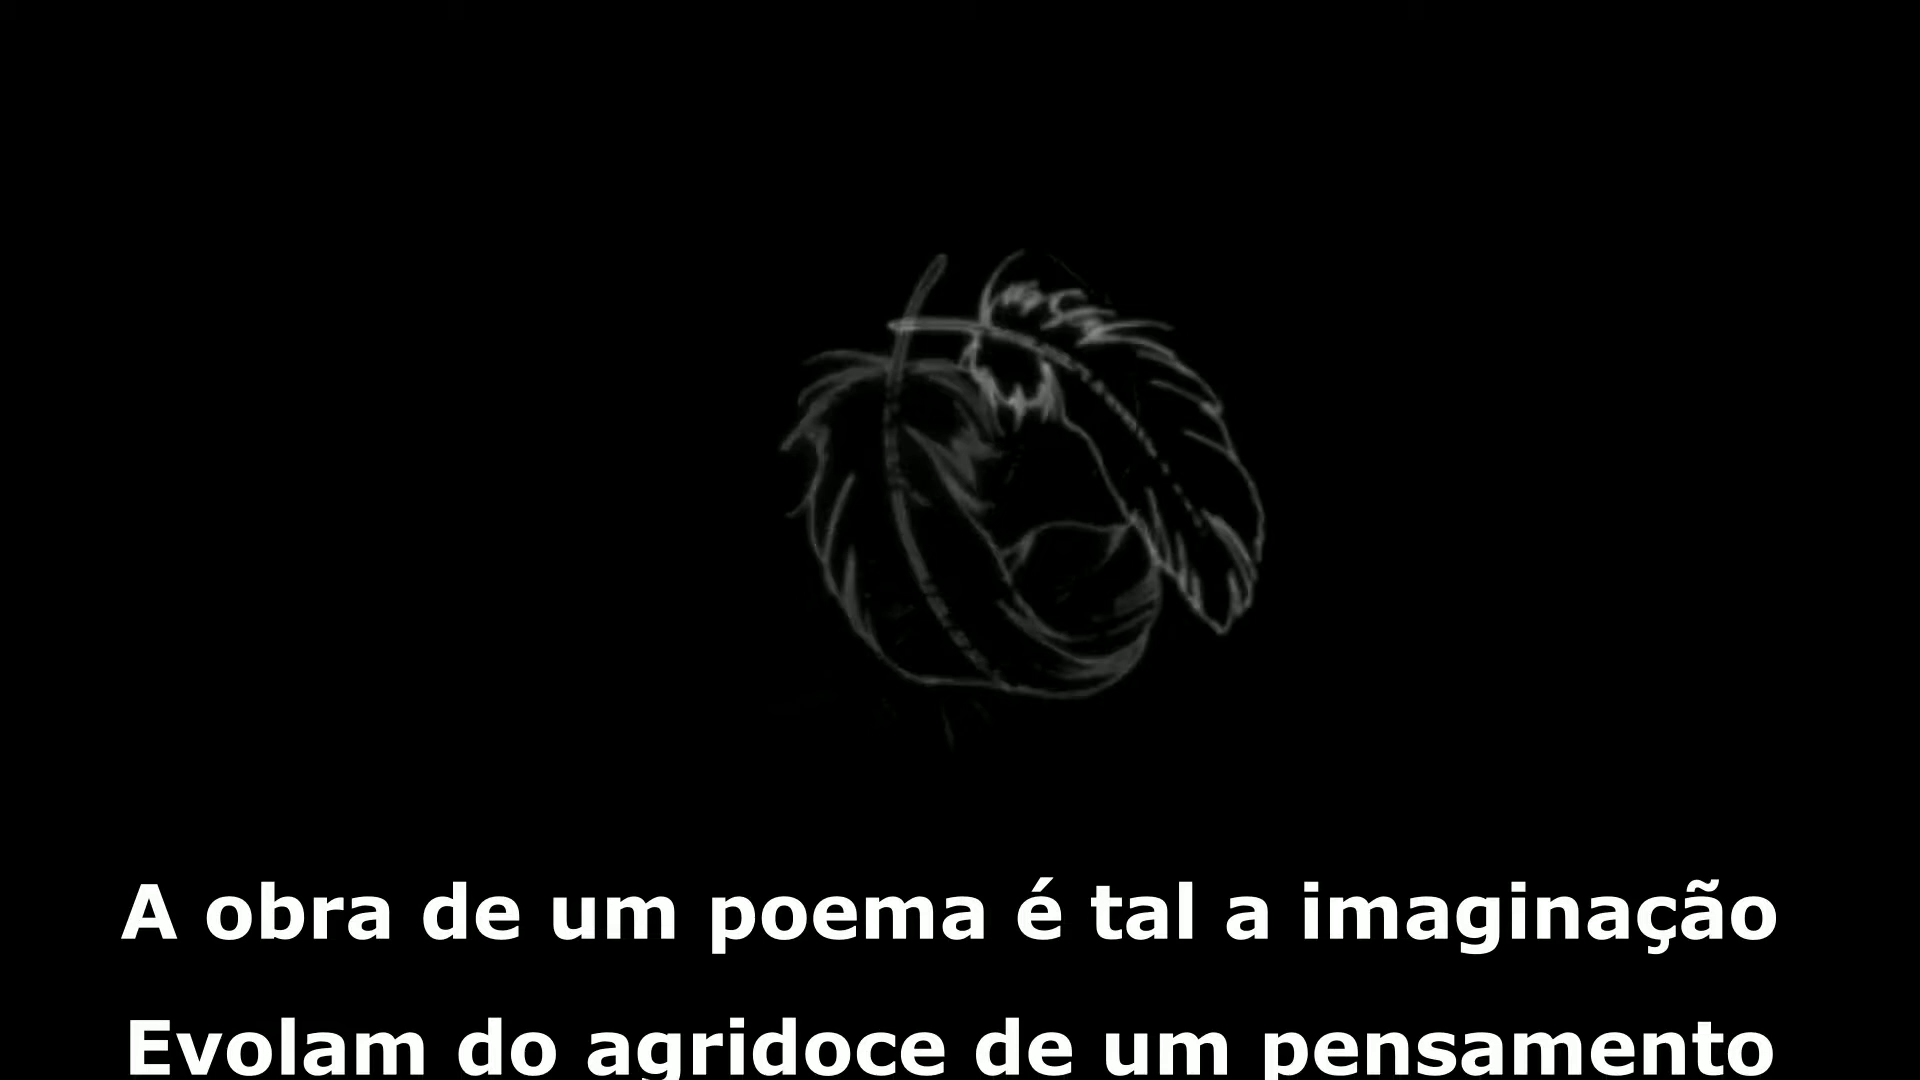 A obra de um poema é tal a imaginação
Evolam do agridoce de um pensamento